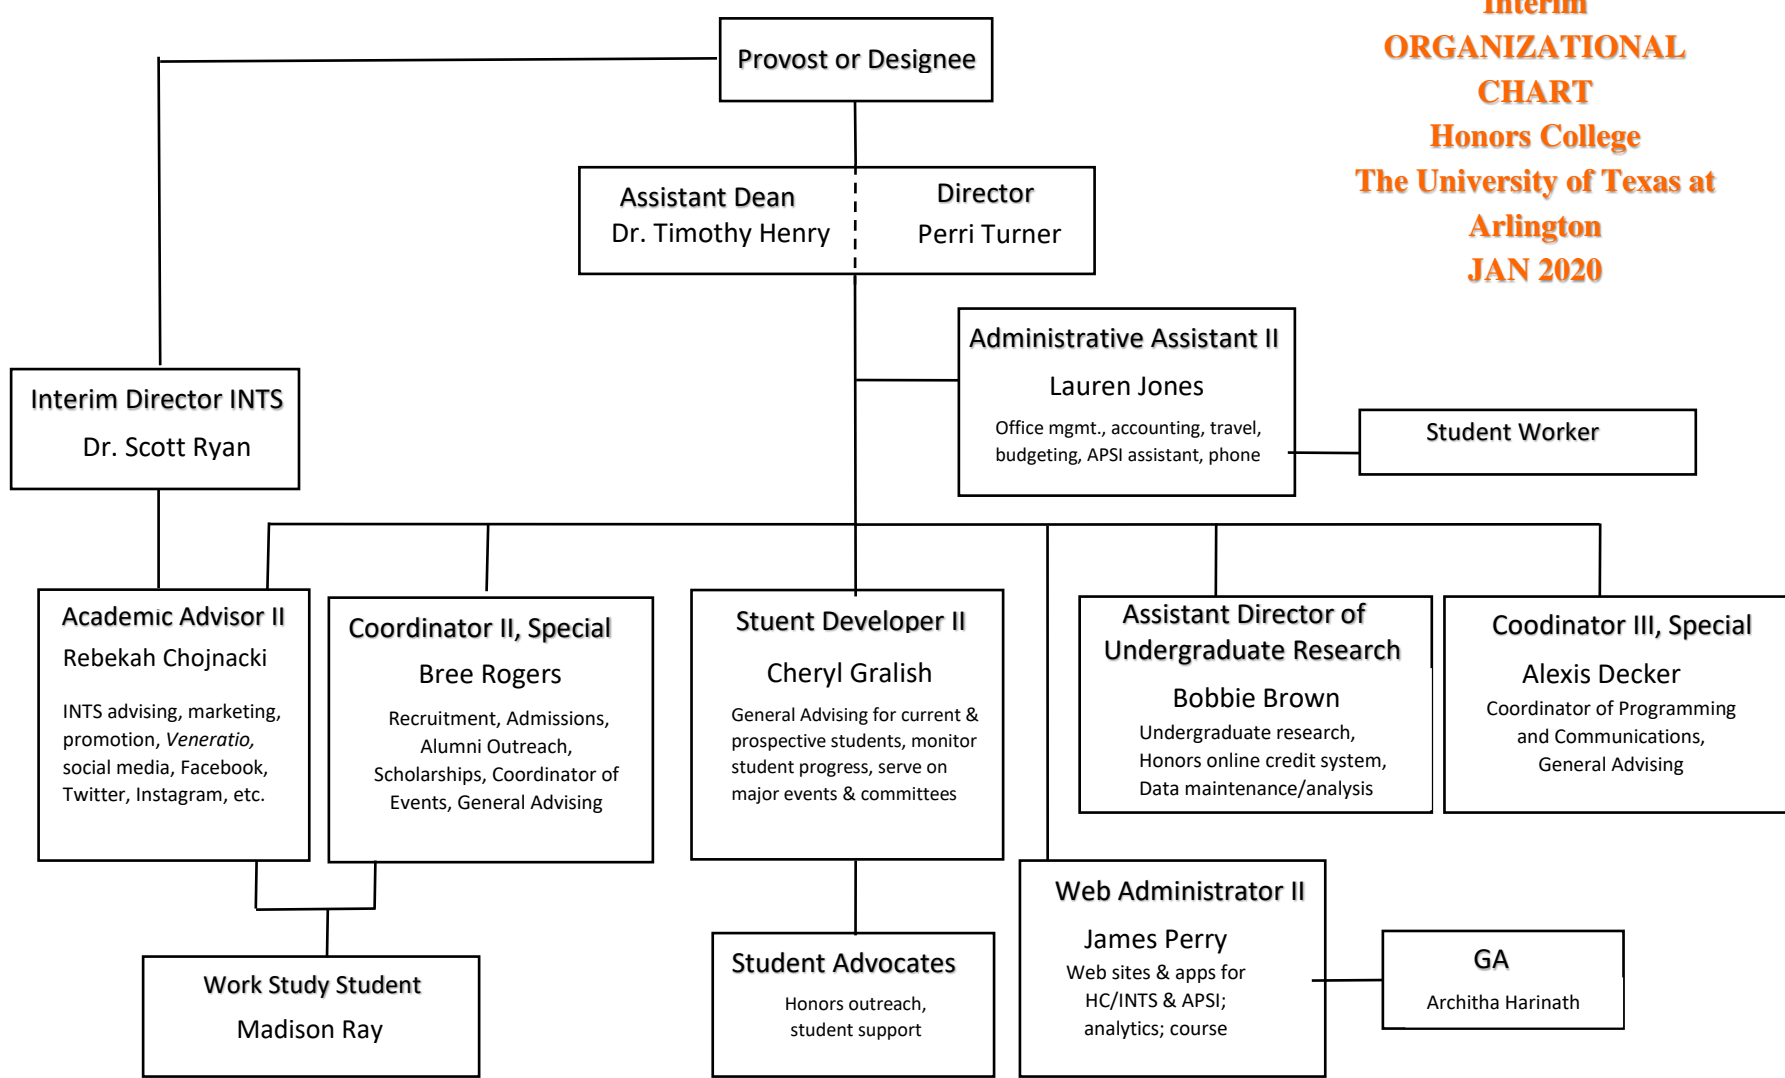 Interim
ORGANIZATIONAL
CHART
Honors College
The University of Texas at
Arlington
JAN 2020
Provost or Designee
Assistant Dean
Dr. Timothy Henry
Director
Perri Turner
Administrative Assistant II
Lauren Jones
Office mgmt., accounting, travel,
budgeting, APSI assistant, phone
Student Worker
Interim Director INTS
Dr. Scott Ryan
Academic Advisor II
Rebekah Chojnacki
INTS advising, marketing,
promotion, Veneratio,
social media, Facebook,
Twitter, Instagram, etc.
Coordinator II, Special
Bree Rogers
Recruitment, Admissions,
Alumni Outreach,
Scholarships, Coordinator of
Events, General Advising
Stuent Developer II
Cheryl Gralish
General Advising for current &
prospective students, monitor
student progress, serve on
major events & committees
Assistant Director of
Undergraduate Research
Bobbie Brown
Undergraduate research,
Honors online credit system,
Data maintenance/analysis
Coodinator III, Special
Alexis Decker
Coordinator of Programming
and Communications,
General Advising
Work Study Student
Madison Ray
Student Advocates
Honors outreach,
student support
Web Administrator II
James Perry
Web sites & apps for
HC/INTS & APSI;
analytics; course
GA
Architha Harinath